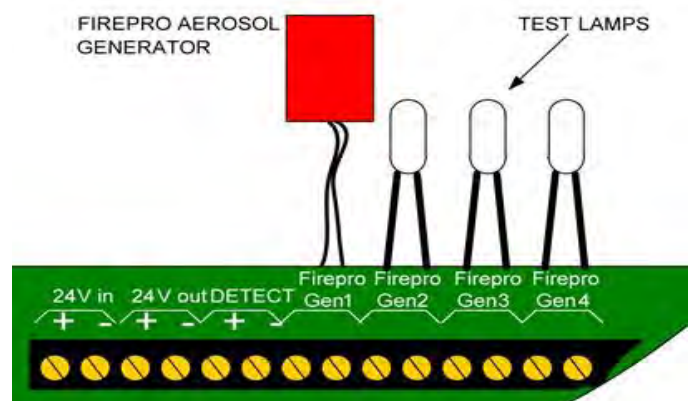 FIREPRO AEROSOL
GENERATOR
TEST LAMPS
24V in
24V out
DETECT
Firepro
Gen1
Firepro
Gen2
Firepro
Gen3
Firepro
Gen4
+ -
+ -
+ -